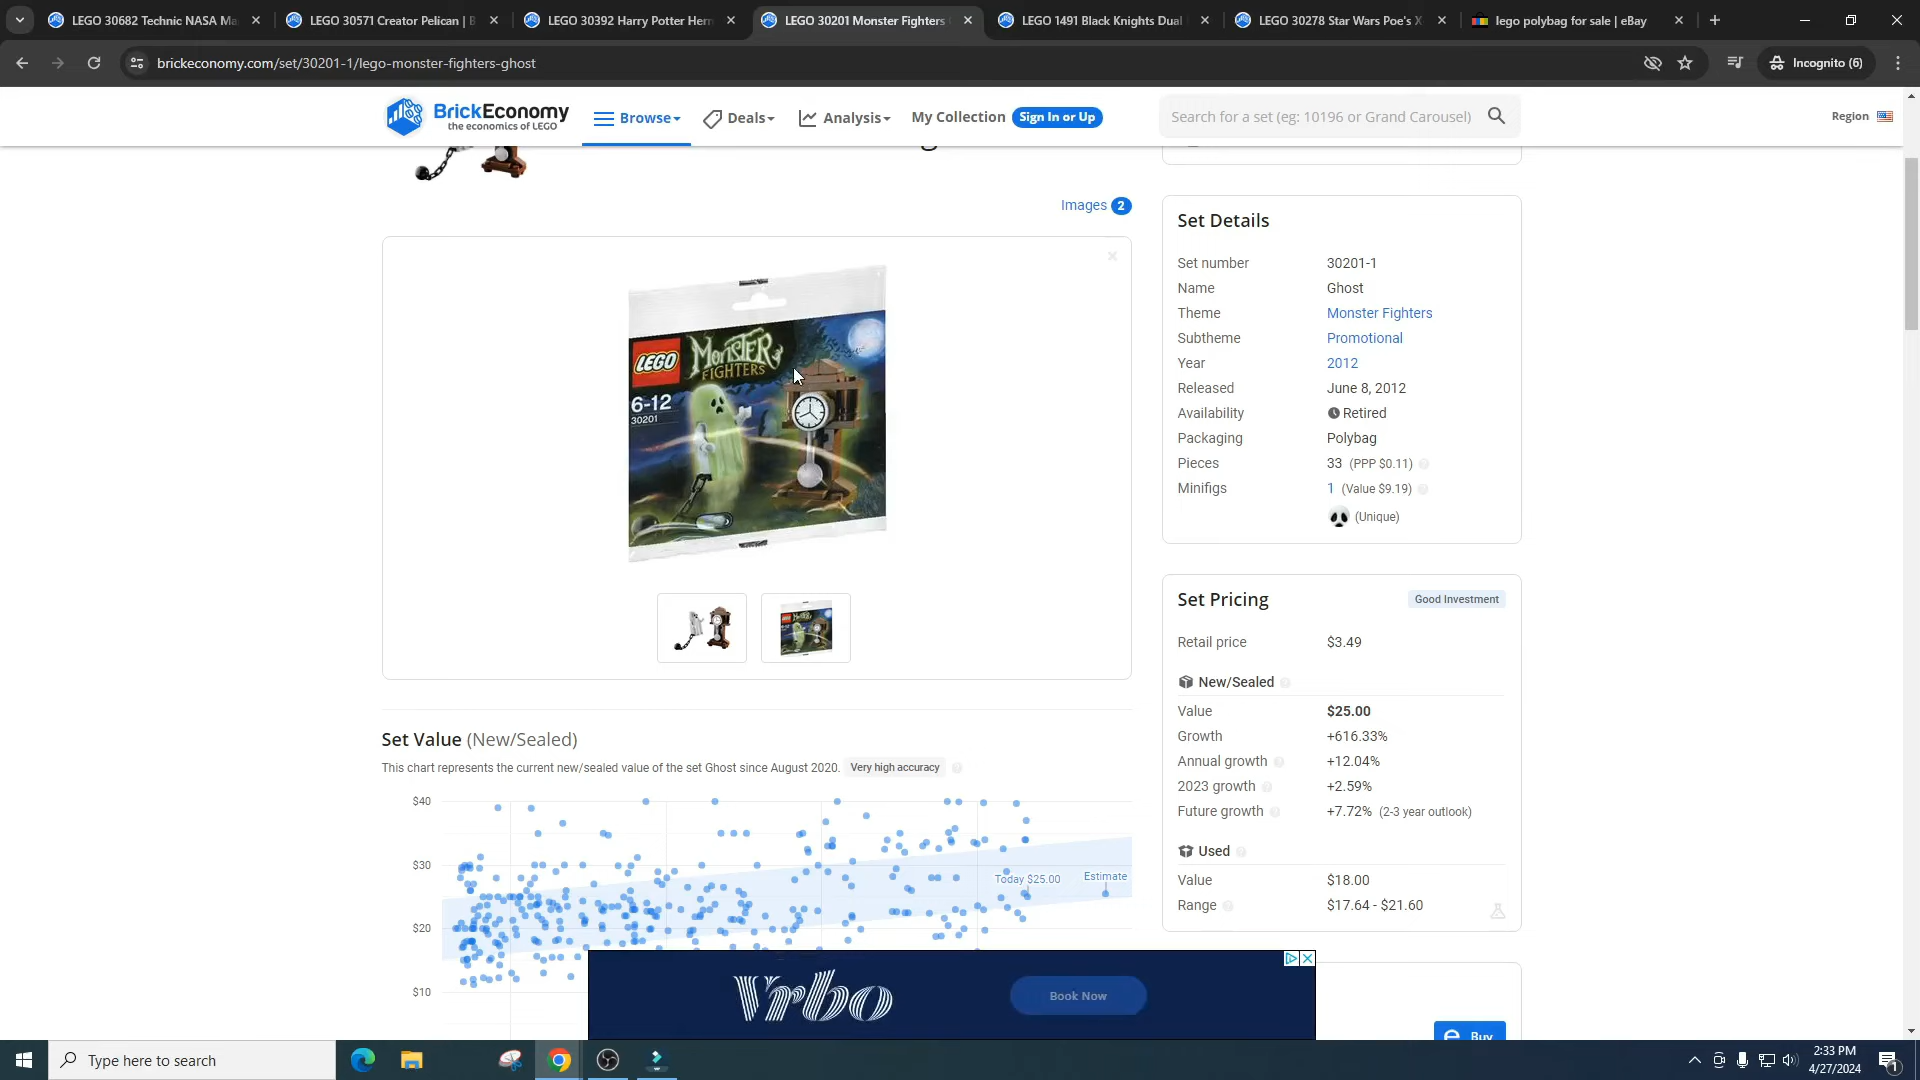 LEGO 30682 Technic NASA Ma
LEGO 30571 Creator Pelican | B
LEGO 30392 Harry Potter Herm
LEGO 30201 Monster Fighters
LEGO 1491 Black Knights Dual
LEGO 30278 Star Wars Poe's X
lego polybag for sale | eBay
brickeconomy.com/set/30201-1/lego-monster-fighters-ghost
Incognito (6)
BrickEconomy
the economics of LEGO
Browse
Deals
Analysis
My Collection
Sign In or Up
Search for a set (eg: 10196 or Grand Carousel)
Region
Images 2
LEGO
MONSTER
FIGHTERS
6-12
30201
Set Value (New/Sealed)
This chart represents the current new/sealed value of the set Ghost since August 2020. Very high accuracy
$40
$30
$20
$10
Today $25.00
Estimate
Set Details
Set number 30201-1
Name Ghost
Theme Monster Fighters
Subtheme Promotional
Year 2012
Released June 8, 2012
Availability Retired
Packaging Polybag
Pieces 33 (PPP $0.11)
Minifigs 1 (Value $9.19)
(Unique)
Set Pricing Good Investment
Retail price $3.49
New/Sealed
Value $25.00
Growth +616.33%
Annual growth +12.04%
2023 growth +2.59%
Future growth +7.72% (2-3 year outlook)
Used
Value $18.00
Range $17.64 - $21.60
Buy
Vrbo
Book Now
Type here to search
2:33 PM
4/27/2024
1